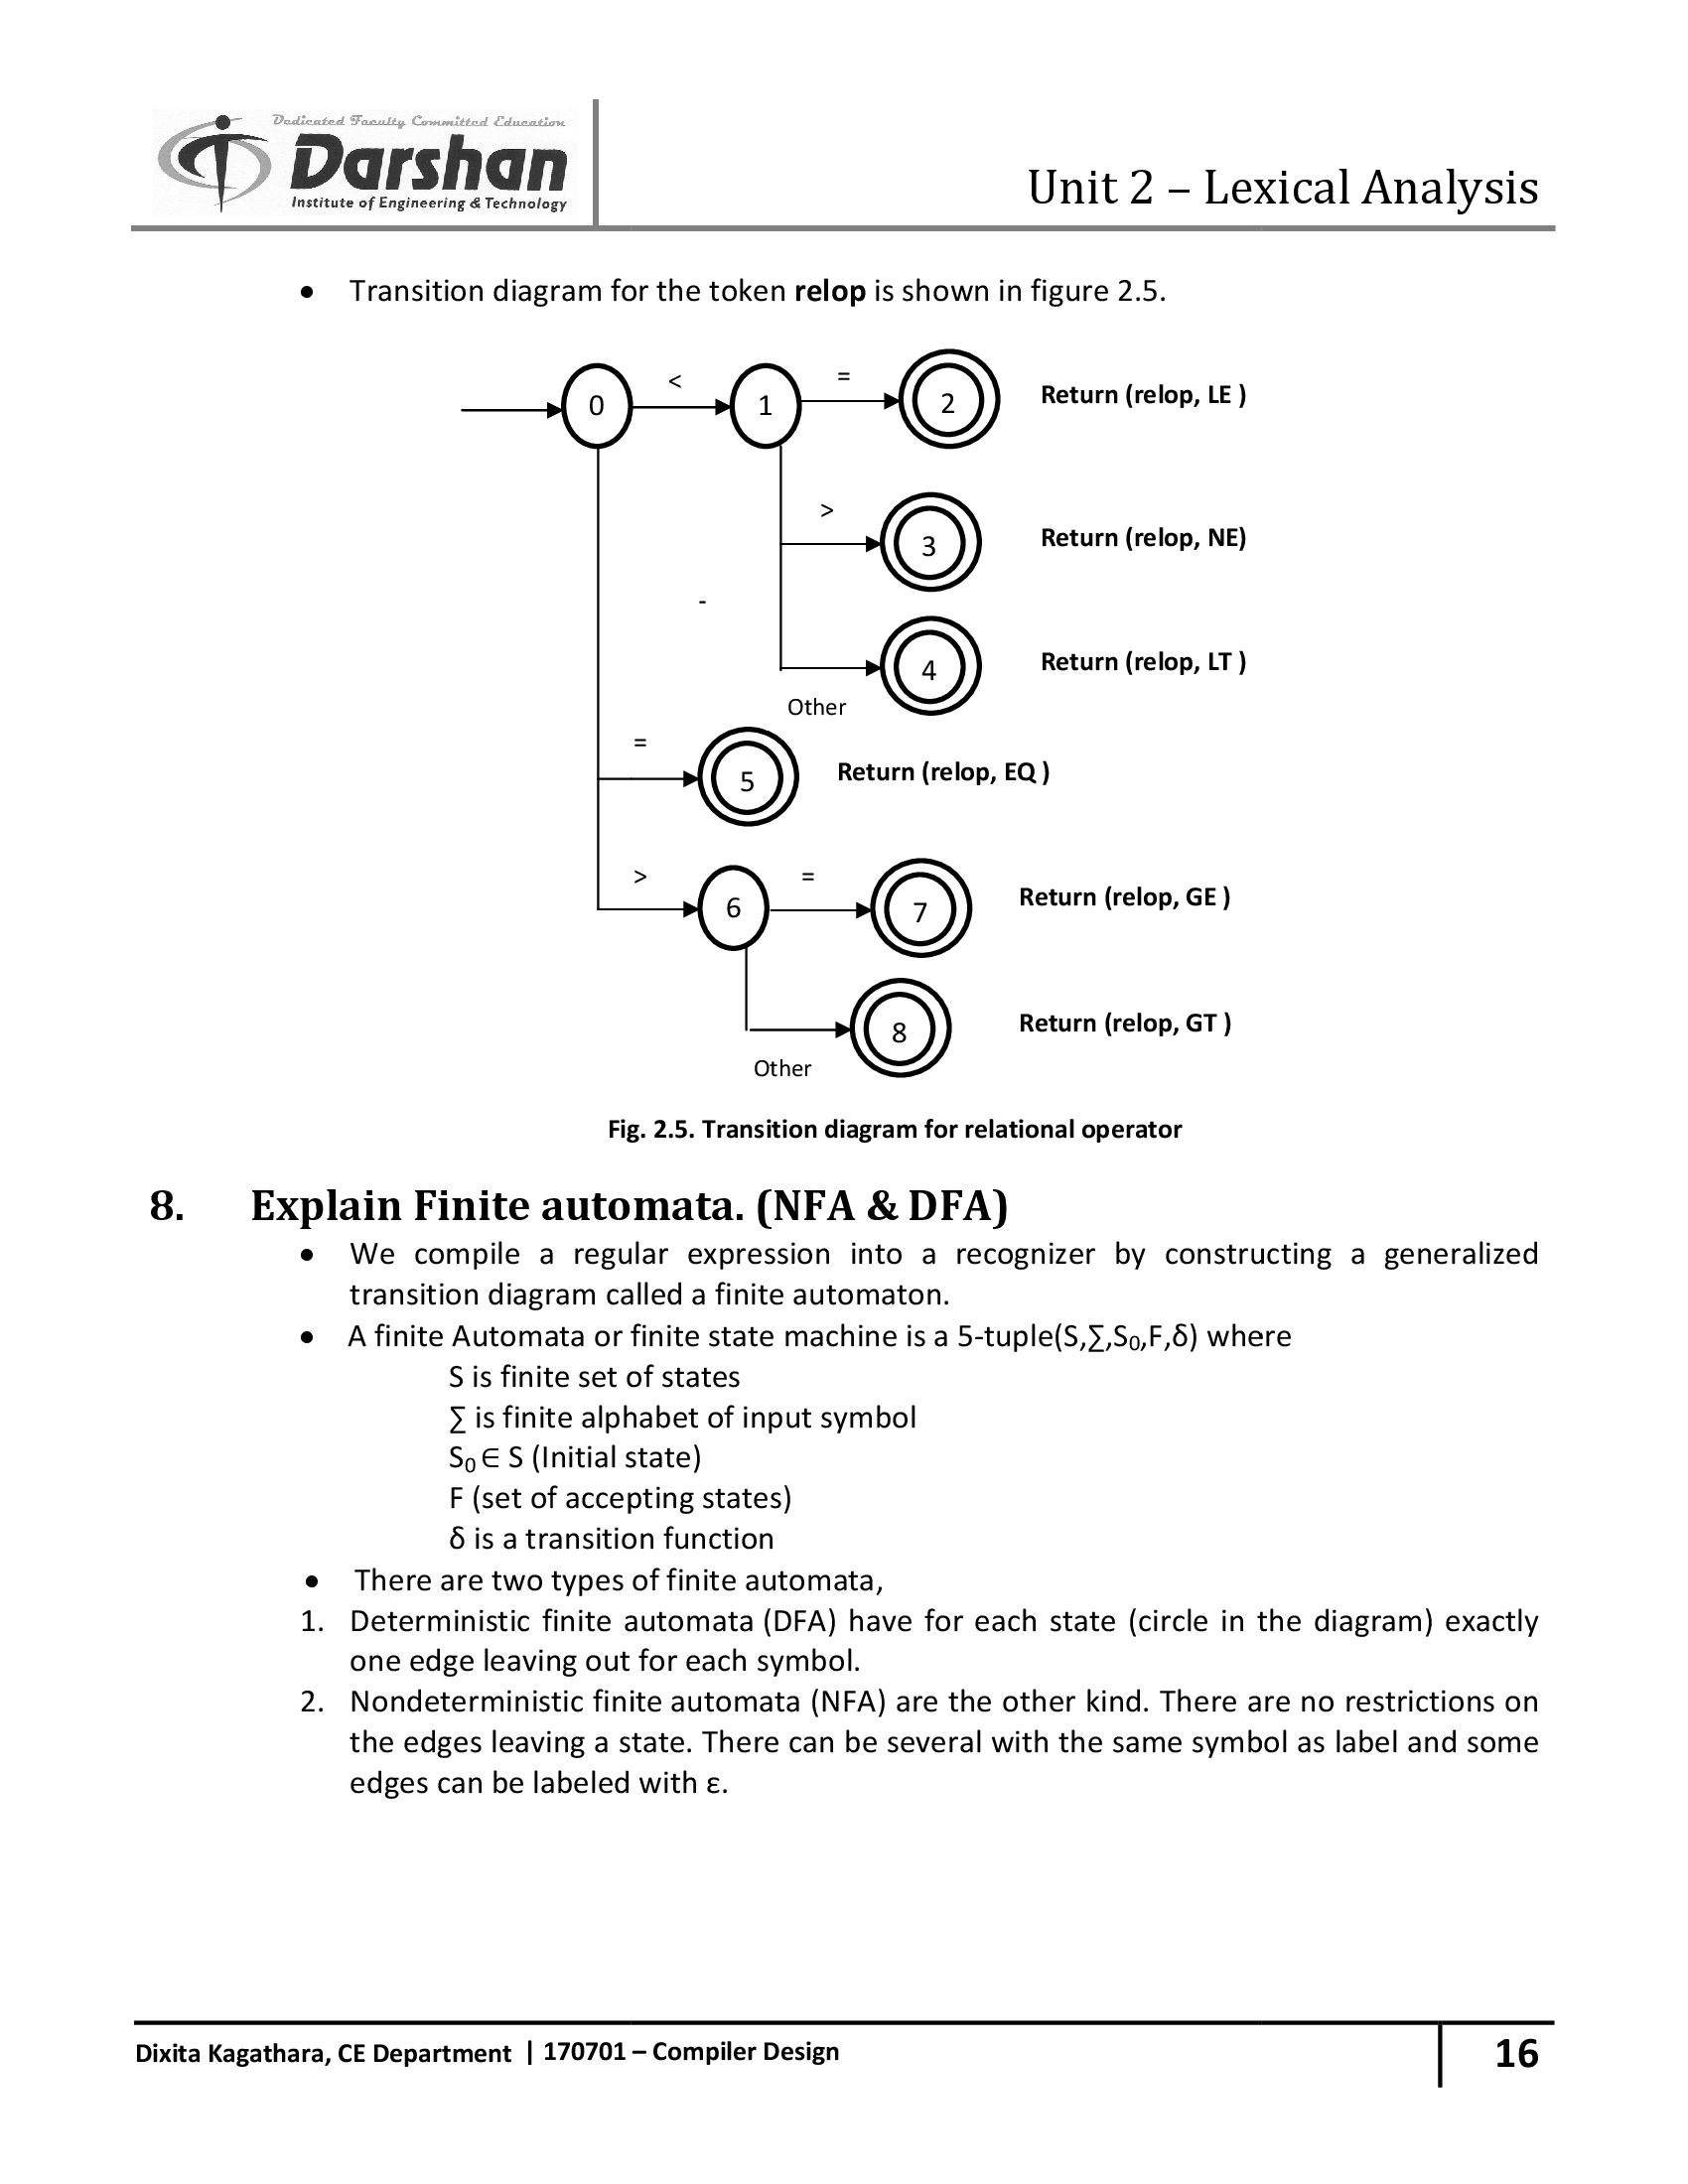 Dedicated Faculty Committed Education
Darshan
Institute of Engineering & Technology
Unit 2 – Lexical Analysis
• Transition diagram for the token relop is shown in figure 2.5.
0 < 1 = 2 Return (relop, LE )
> 3 Return (relop, NE)
-
4 Return (relop, LT )
Other
= 5 Return (relop, EQ )
> 6 = 7 Return (relop, GE )
8 Return (relop, GT )
Other
Fig. 2.5. Transition diagram for relational operator
8. Explain Finite automata. (NFA & DFA)
• We compile a regular expression into a recognizer by constructing a generalized
transition diagram called a finite automaton.
• A finite Automata or finite state machine is a 5-tuple(S,∑,S₀,F,δ) where
S is finite set of states
∑ is finite alphabet of input symbol
S₀ ∈ S (Initial state)
F (set of accepting states)
δ is a transition function
• There are two types of finite automata,
1. Deterministic finite automata (DFA) have for each state (circle in the diagram) exactly
one edge leaving out for each symbol.
2. Nondeterministic finite automata (NFA) are the other kind. There are no restrictions on
the edges leaving a state. There can be several with the same symbol as label and some
edges can be labeled with ε.
Dixita Kagathara, CE Department | 170701 – Compiler Design
16